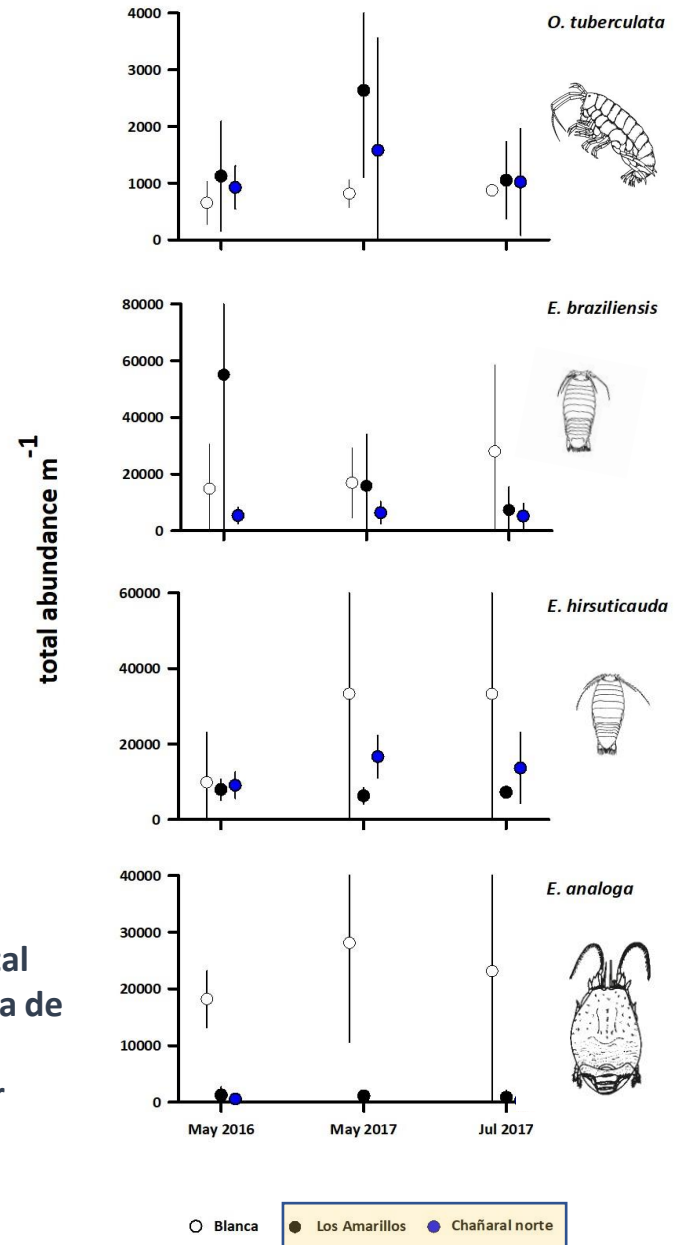 O. tuberculata
4000
3000
2000
1000
0
E. braziliensis
80000
60000
40000
20000
0
total abundance m⁻¹
E. hirsuticauda
60000
40000
20000
0
E. analoga
40000
30000
20000
10000
0
a de
May 2016 May 2017 Jul 2017
Blanca Los Amarillos Chañaral norte